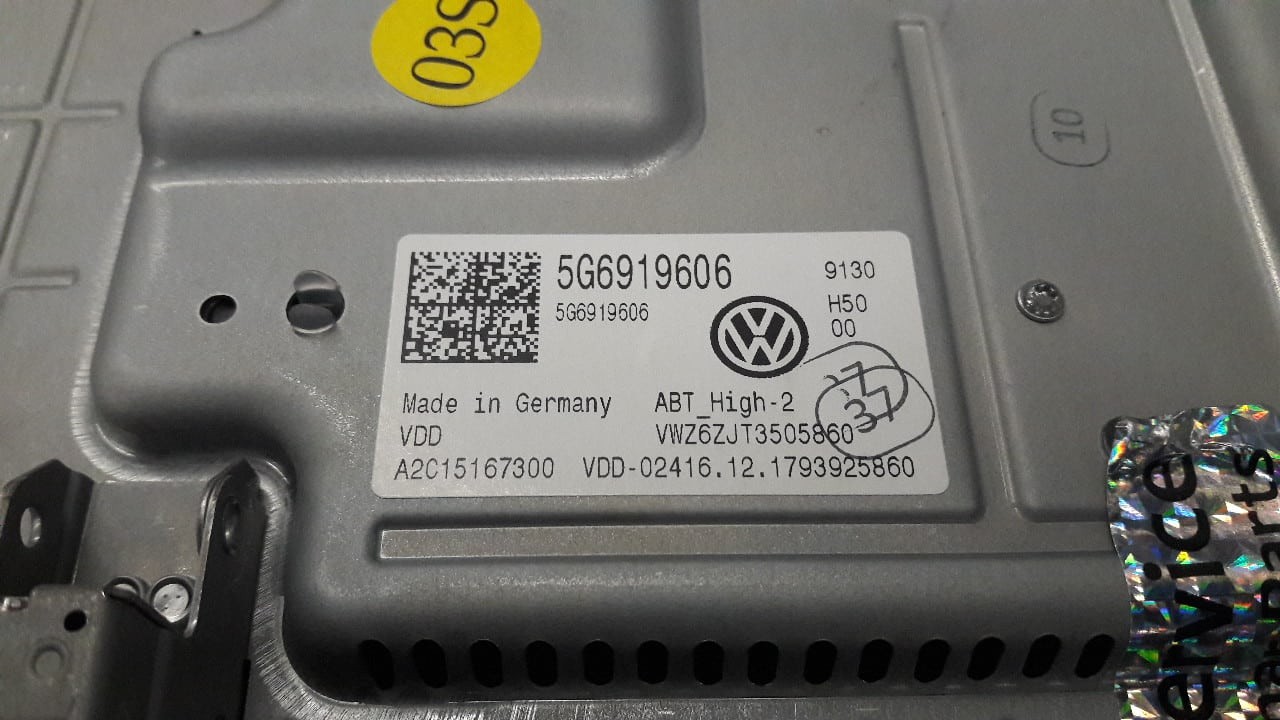 03S
10
5G6919606
9130
5G6919606
H50
00
37
Made in Germany
ABT_High-2
VDD
VWZ6ZJT3505860
A2C15167300
VDD-02416.12.1793925860
ervice